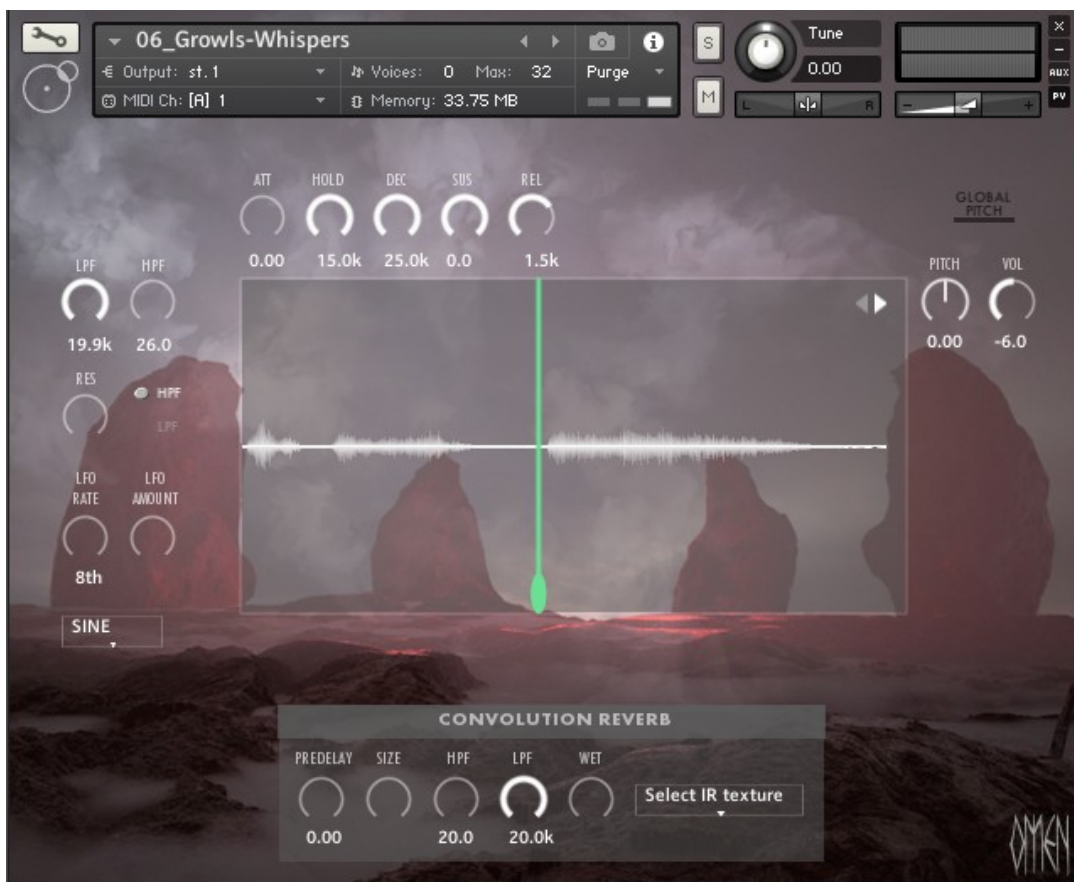 06_Growls-Whispers
Output: st.1
Voices: 0 Max: 32
Purge
MIDI Ch: [A] 1
Memory: 33.75 MB
S
M
Tune
0.00
L
R
-
+
×
-
AUX
PV
ATT HOLD DEC SUS REL
0.00 15.0k 25.0k 0.0 1.5k
GLOBAL
PITCH
LPF HPF
19.9k 26.0
PITCH VOL
0.00 -6.0
RES
HPF
LPF
LFO LFO
RATE AMOUNT
8th
SINE
CONVOLUTION REVERB
PREDELAY SIZE HPF LPF WET
Select IR texture
0.00 20.0 20.0k
OMEN